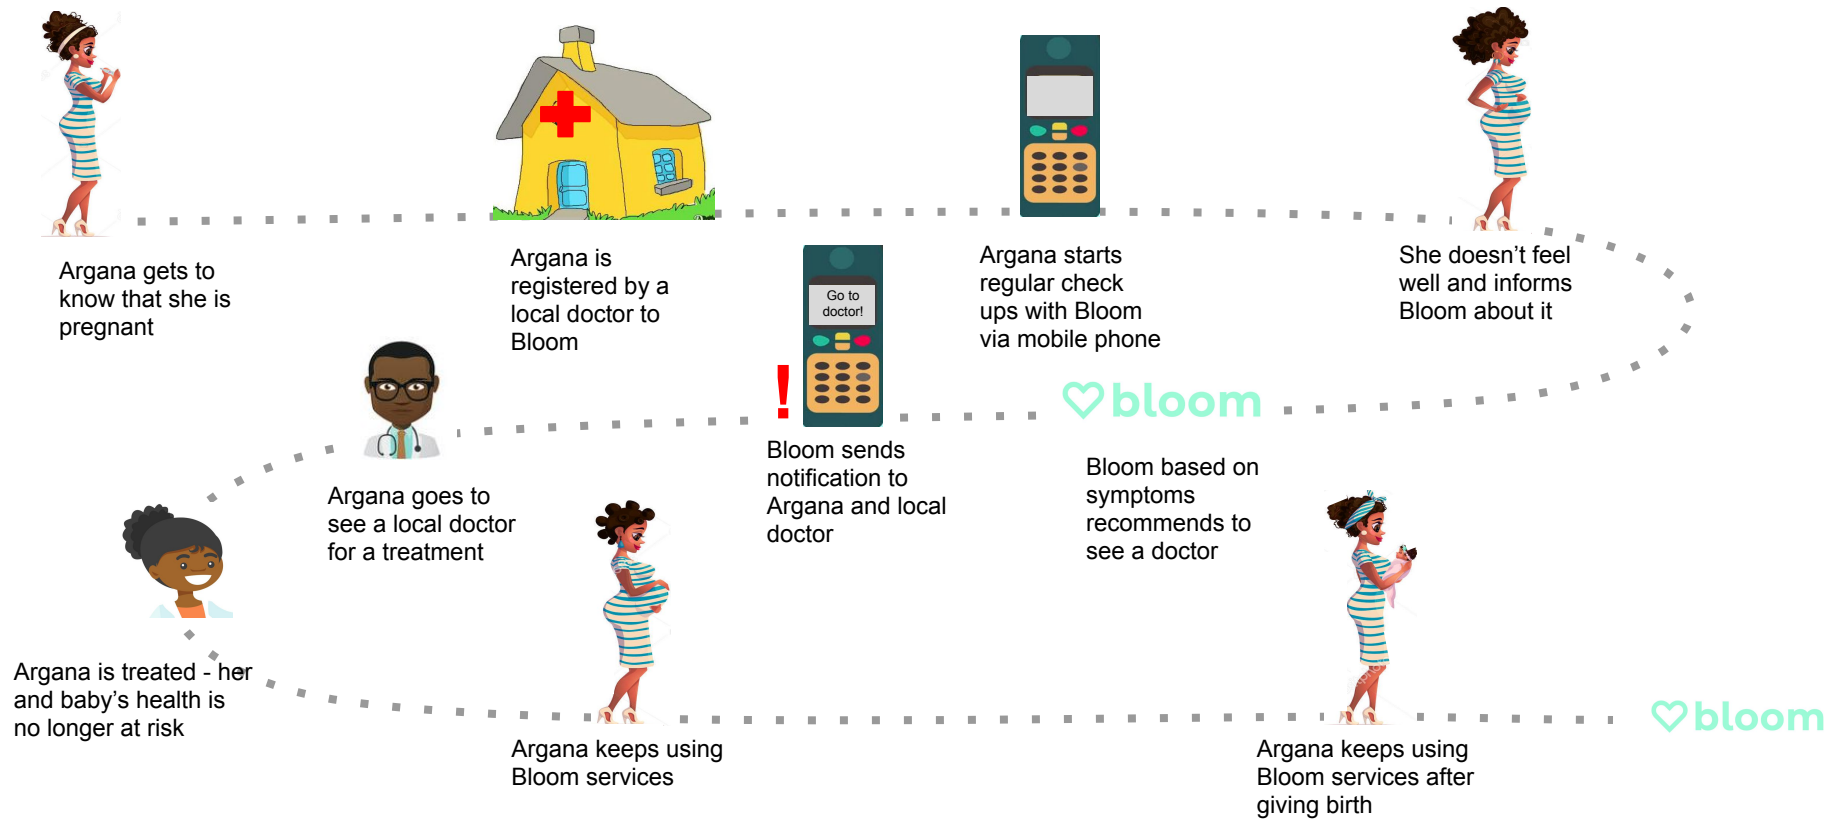 Argana gets to
know that she is
pregnant
Argana is
registered by a
local doctor to
Bloom
Argana starts
regular check
ups with Bloom
via mobile phone
She doesn't feel
well and informs
Bloom about it
bloom
Bloom based on
symptoms
recommends to
see a doctor
Go to
doctor!
!
Bloom sends
notification to
Argana and local
doctor
Argana goes to
see a local doctor
for a treatment
Argana is treated - her
and baby's health is
no longer at risk
Argana keeps using
Bloom services
Argana keeps using
Bloom services after
giving birth
bloom